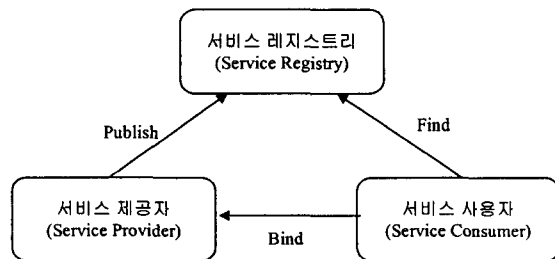 서비스 레지스트리
(Service Registry)
Publish
Find
서비스 제공자
(Service Provider)
Bind
서비스 사용자
(Service Consumer)